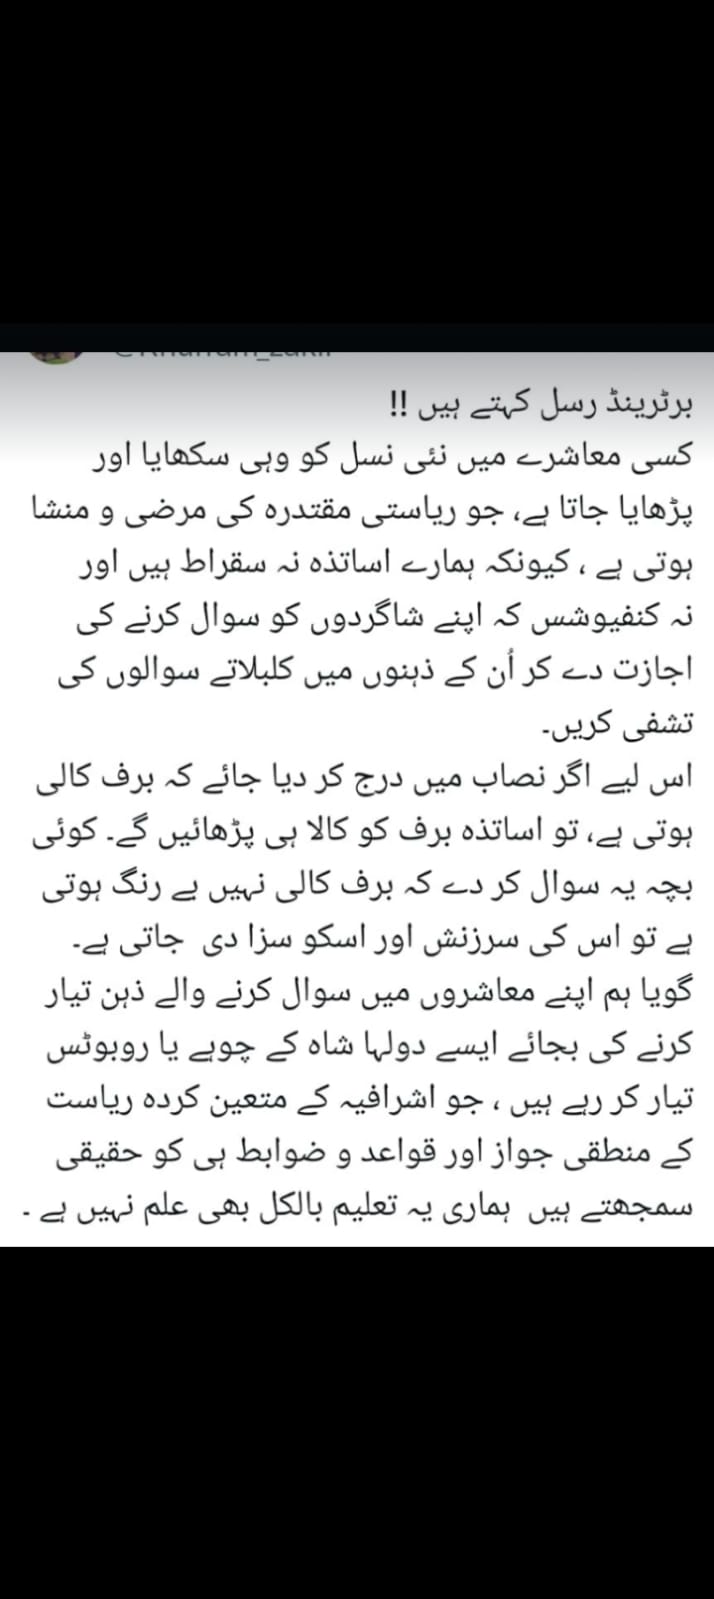 برٹرینڈ رسل کہتے ہیں !!
کسی معاشرے میں نئی نسل کو وہی سکھایا اور
پڑھایا جاتا ہے، جو ریاستی مقتدرہ کی مرضی و منشا
ہوتی ہے ، کیونکہ ہمارے اساتذہ نہ سقراط ہیں اور
نہ کنفیوشس کہ اپنے شاگردوں کو سوال کرنے کی
اجازت دے کر اُن کے ذہنوں میں کلبلاتے سوالوں کی
تشفی کریں۔
اس لیے اگر نصاب میں درج کر دیا جائے کہ برف کالی
ہوتی ہے، تو اساتذہ برف کو کالا ہی پڑھائیں گے۔ کوئی
بچہ یہ سوال کر دے کہ برف کالی نہیں بے رنگ ہوتی
ہے تو اس کی سرزنش اور اسکو سزا دی جاتی ہے۔
گویا ہم اپنے معاشروں میں سوال کرنے والے ذہن تیار
کرنے کی بجائے ایسے دولہا شاہ کے چوہے یا روبوٹس
تیار کر رہے ہیں ، جو اشرافیہ کے متعین کردہ ریاست
کے منطقی جواز اور قواعد و ضوابط ہی کو حقیقی
سمجھتے ہیں ہماری یہ تعلیم بالکل بھی علم نہیں ہے ۔